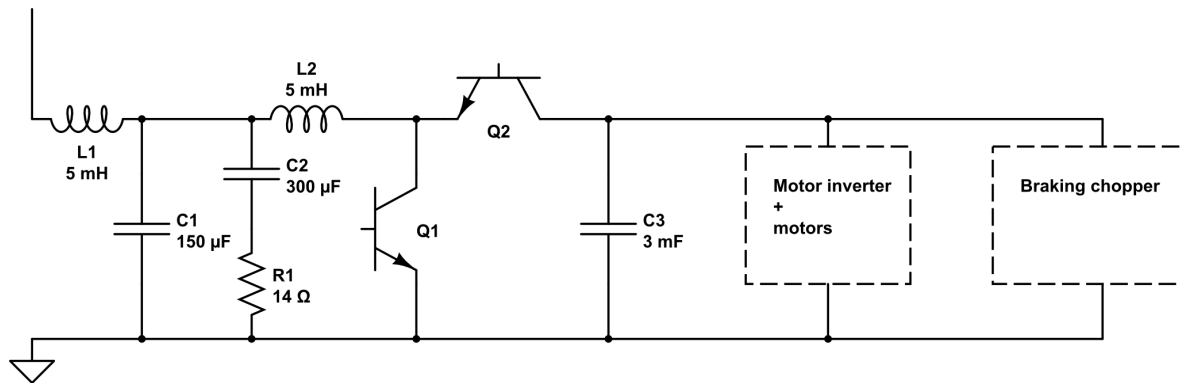 L1
5 mH
L2
5 mH
C1
150 µF
C2
300 µF
R1
14 Ω
Q1
Q2
C3
3 mF
Motor inverter
+
motors
Braking chopper